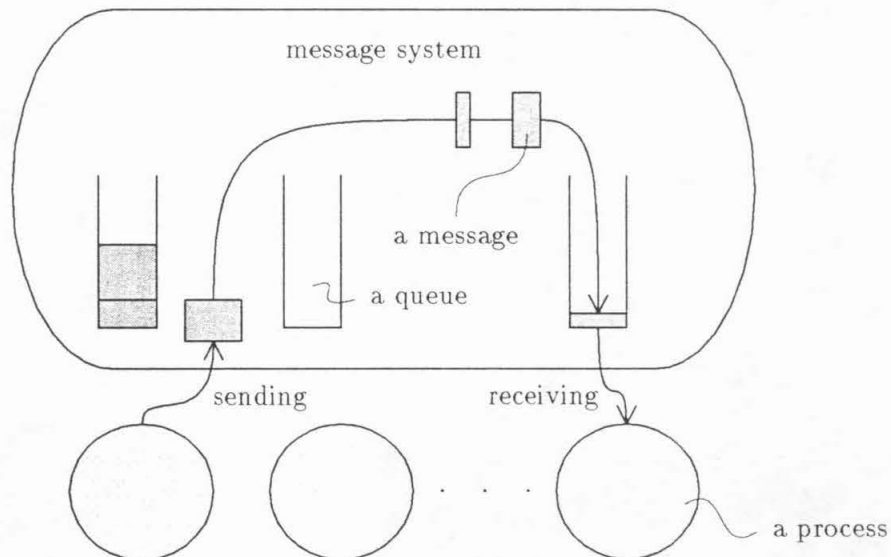 message system
a message
a queue
sending
receiving
. . .
a process